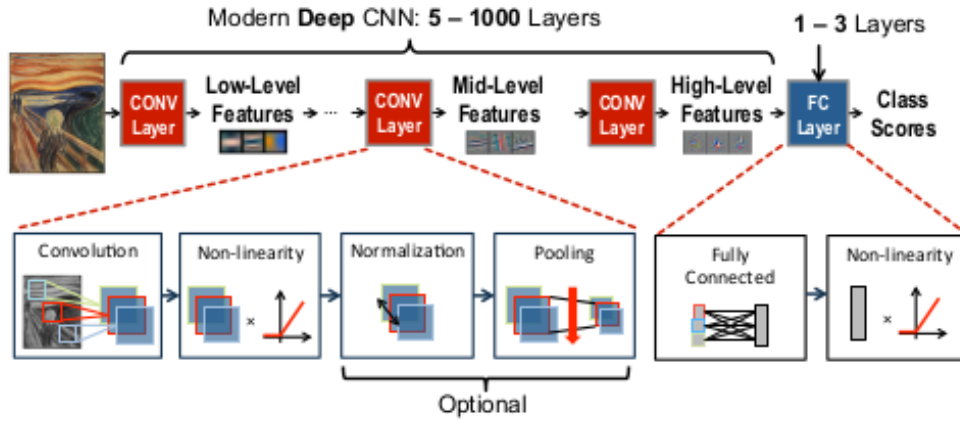 Modern Deep CNN: 5 – 1000 Layers
1 – 3 Layers
CONV
Layer
Low-Level
Features
...
CONV
Layer
Mid-Level
Features
CONV
Layer
High-Level
Features
FC
Layer
Class
Scores
Convolution
Non-linearity
×
Normalization
Pooling
Fully
Connected
Non-linearity
×
Optional